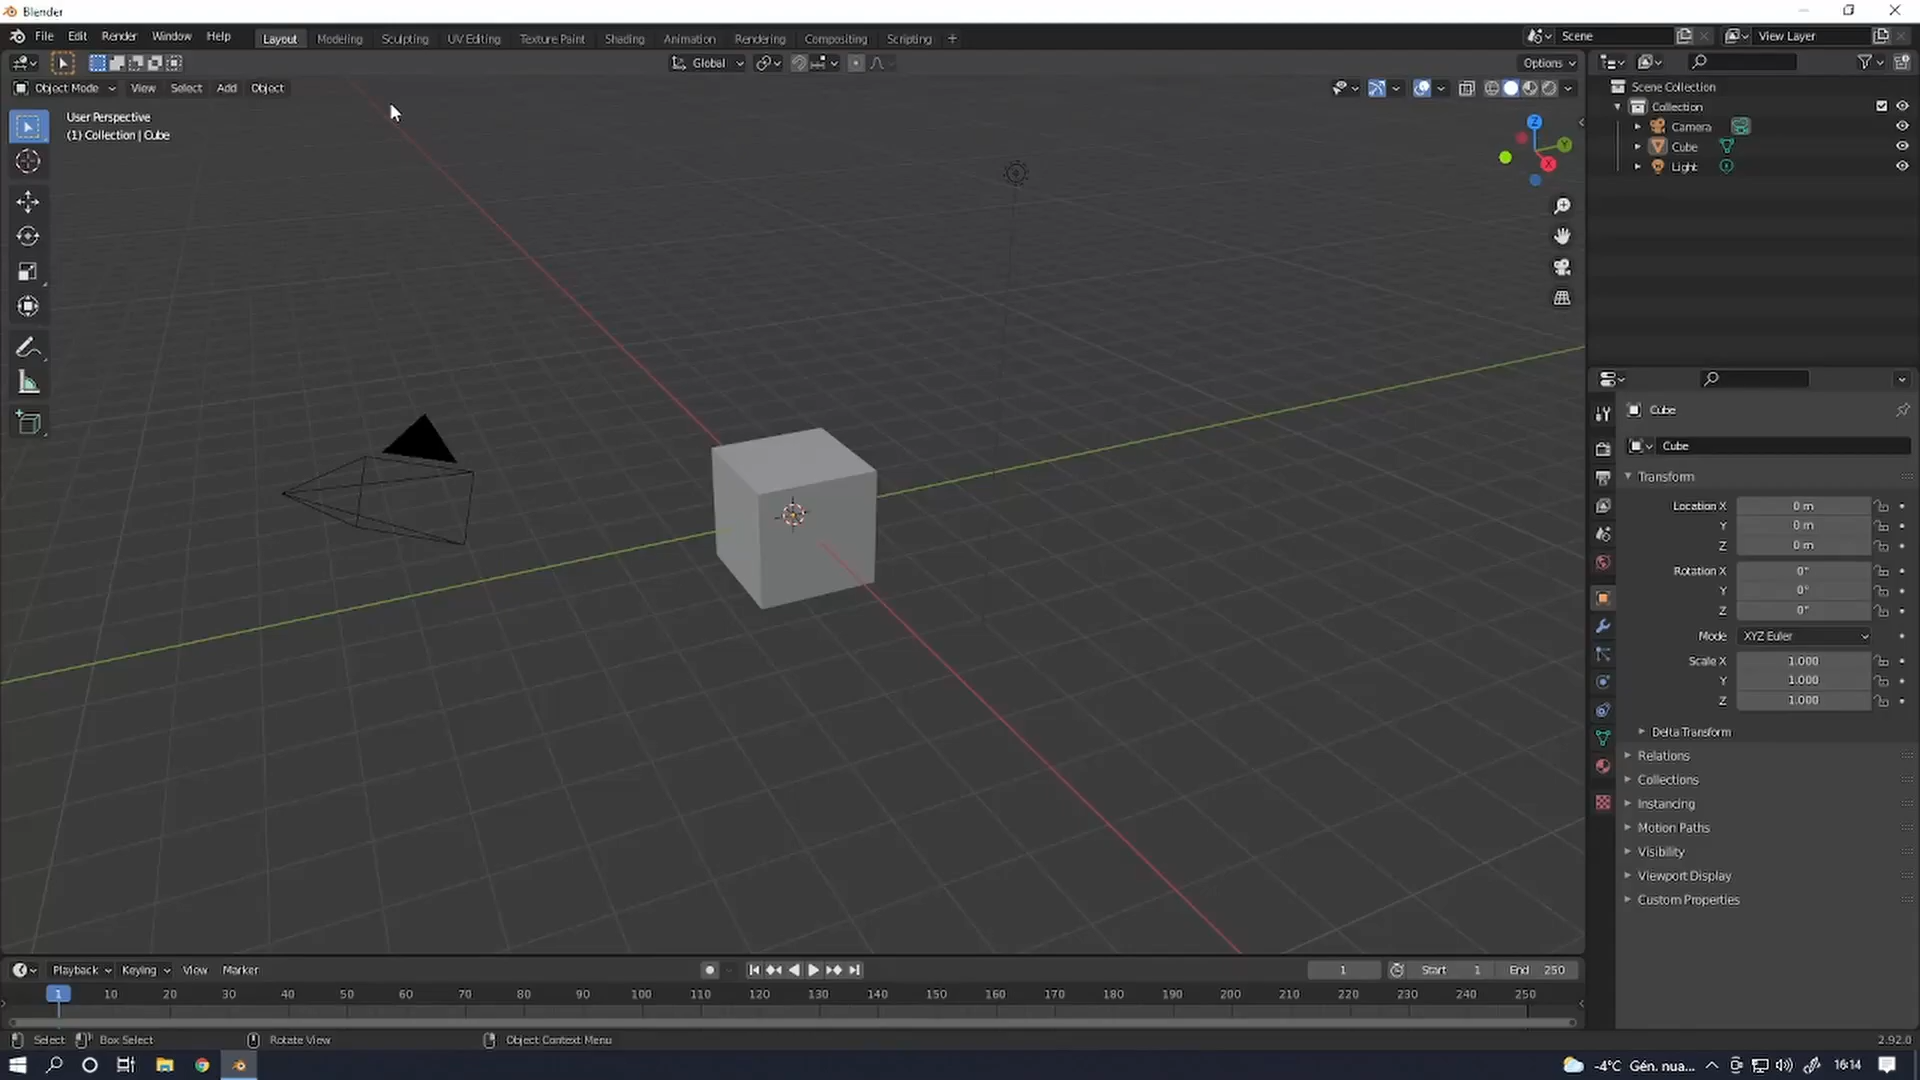 Blender
File Edit Render Window Help Layout Modeling Sculpting UV Editing Texture Paint Shading Animation Rendering Compositing Scripting + Scene View Layer
Global Options
Object Mode View Select Add Object
User Perspective
(1) Collection | Cube
Z
Y
X
Scene Collection
Collection
Camera
Cube
Light
Cube
Cube
Transform
Location X 0 m
Y 0 m
Z 0 m
Rotation X 0°
Y 0°
Z 0°
Mode XYZ Euler
Scale X 1.000
Y 1.000
Z 1.000
Delta Transform
Relations
Collections
Instancing
Motion Paths
Visibility
Viewport Display
Custom Properties
Playback Keying View Marker 1 Start 1 End 250
1 10 20 30 40 50 60 70 80 90 100 110 120 130 140 150 160 170 180 190 200 210 220 230 240 250
Select Box Select Rotate View Object Context Menu 2.92.0
-4°C Gén. nua... 16:14